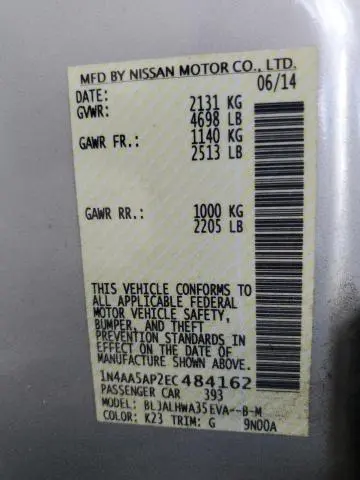 MFD BY NISSAN MOTOR CO., LTD.
DATE: 06/14
GVWR: 2131 KG
4698 LB
GAWR FR.: 1140 KG
2513 LB
GAWR RR.: 1000 KG
2205 LB
THIS VEHICLE CONFORMS TO
ALL APPLICABLE FEDERAL
MOTOR VEHICLE SAFETY,
BUMPER, AND THEFT
PREVENTION STANDARDS IN
EFFECT ON THE DATE OF
MANUFACTURE SHOWN ABOVE.
1N4AA5AP2EC484162
PASSENGER CAR 393
MODEL: BLJALHWA35EVA--B-M
COLOR: K23 TRIM: G 9N00A